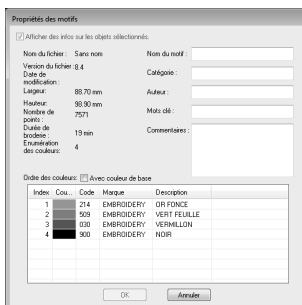 Propriétés des motifs
Afficher des infos sur les objets sélectionnés.
Nom du fichier : Sans nom
Version du fichier : 8.4
Date de modification :
Largeur: 88.70 mm
Hauteur: 98.90 mm
Nombre de points : 7571
Durée de broderie : 19 min
Enumération des couleurs: 4
Nom du motif :
Catégorie :
Auteur :
Mots clé :
Commentaires :
Ordre des couleurs: Avec couleur de base
Index Cou... Code Marque Description
1 214 EMBROIDERY OR FONCE
2 509 EMBROIDERY VERT FEUILLE
3 030 EMBROIDERY VERMILLON
4 900 EMBROIDERY NOIR
OK Annuler